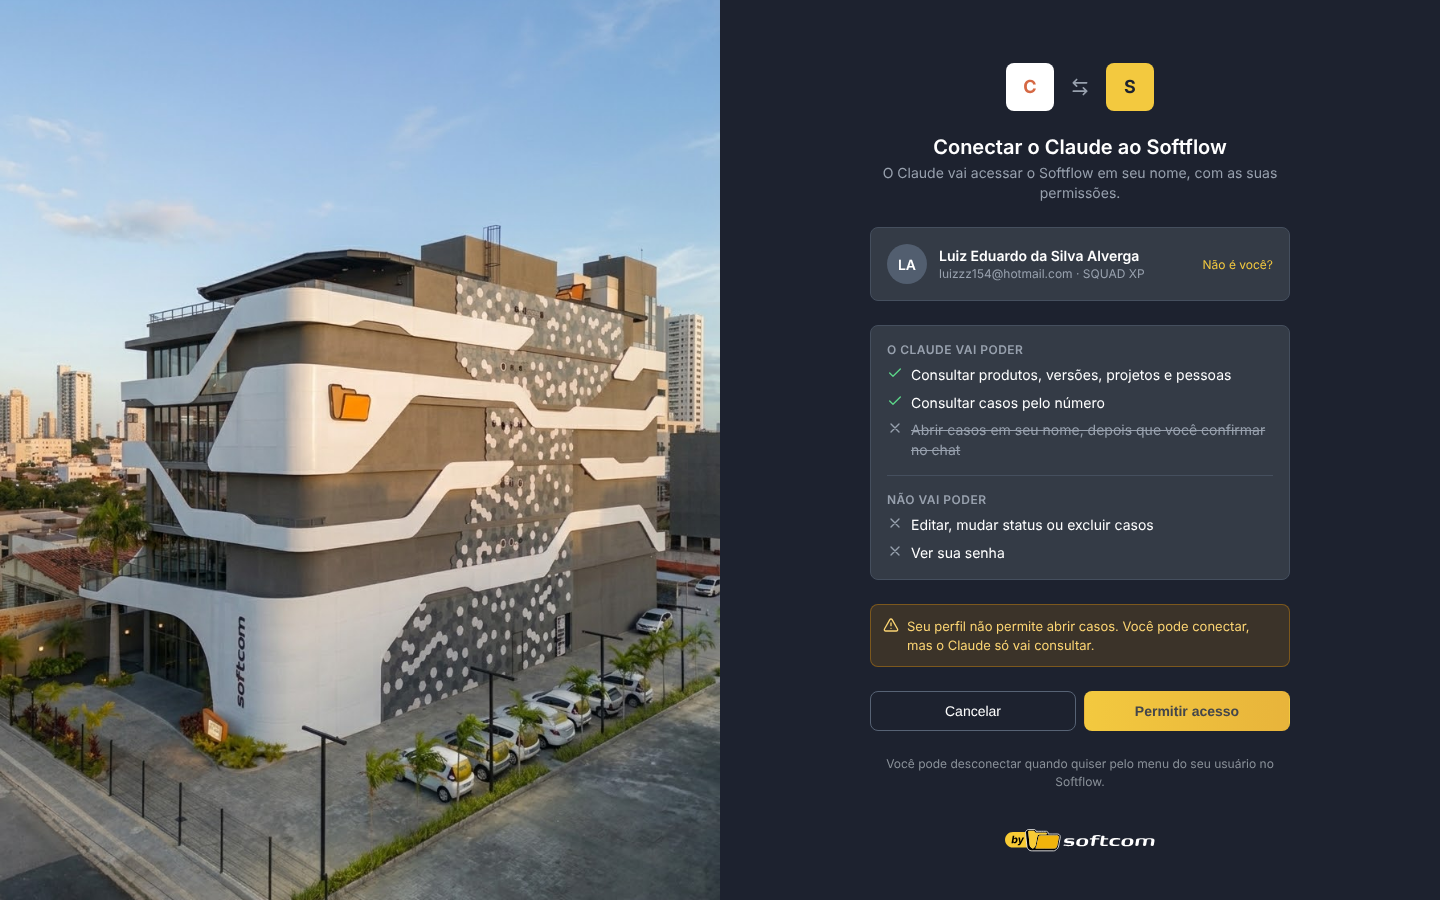 softcom
C
S
Conectar o Claude ao Softflow
O Claude vai acessar o Softflow em seu nome, com as suas
permissões.
LA
Luiz Eduardo da Silva Alverga
luizzz154@hotmail.com · SQUAD XP
Não é você?
O CLAUDE VAI PODER
Consultar produtos, versões, projetos e pessoas
Consultar casos pelo número
Abrir casos em seu nome, depois que você confirmar
no chat
NÃO VAI PODER
Editar, mudar status ou excluir casos
Ver sua senha
Seu perfil não permite abrir casos. Você pode conectar,
mas o Claude só vai consultar.
Cancelar
Permitir acesso
Você pode desconectar quando quiser pelo menu do seu usuário no
Softflow.
by softcom